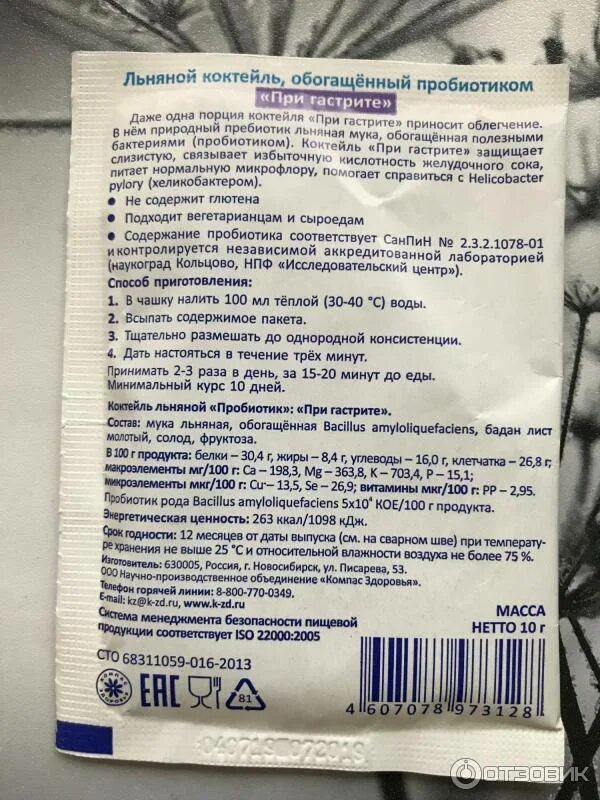 Льняной коктейль, обогащённый пробиотиком
«При гастрите»
Даже одна порция коктейля «При гастрите» приносит облегчение.
В нём природный пребиотик льняная мука, обогащённая полезными
бактериями (пробиотиком). Коктейль «При гастрите» защищает
слизистую, связывает избыточную кислотность желудочного сока,
питает нормальную микрофлору, помогает справиться с Helicobacter
pylory (хеликобактером).
• Не содержит глютена
• Подходит вегетарианцам и сыроедам
• Содержание пробиотика соответствует СанПиН № 2.3.2.1078-01
и контролируется независимой аккредитованной лабораторией
(наукоград Кольцово, НПФ «Исследовательский центр»).
Способ приготовления:
1. В чашку налить 100 мл тёплой (30-40 °С) воды.
2. Всыпать содержимое пакета.
3. Тщательно размешать до однородной консистенции.
4. Дать настояться в течение трёх минут.
Принимать 2-3 раза в день, за 15-20 минут до еды.
Минимальный курс 10 дней.
Коктейль льняной «Пробиотик»: «При гастрите».
Состав: мука льняная, обогащённая Bacillus amyloliquefaciens, бадан лист
молотый, солод, фруктоза.
В 100 г продукта: белки – 30,4 г, жиры – 8,4 г, углеводы – 16,0 г, клетчатка – 26,8 г;
макроэлементы мг/100 г: Ca – 198,3, Mg – 363,8, K – 703,4, P – 15,1;
микроэлементы мкг/100 г: Cu – 13,5, Se – 26,9; витамины мкг/100 г: PP – 2,95.
Пробиотик рода Bacillus amyloliquefaciens 5х10⁴ КОЕ/100 г продукта.
Энергетическая ценность: 263 ккал/1098 кДж.
Срок годности: 12 месяцев от даты выпуска (см. на сварном шве) при температу-
ре хранения не выше 25 °С и относительной влажности воздуха не более 75 %.
Изготовитель: 630005, Россия, г. Новосибирск, ул. Писарева, 53.
ООО Научно-производственное объединение «Компас Здоровья».
Телефон горячей линии: 8-800-770-0349.
E-mail: kz@k-zd.ru, www.k-zd.ru
Система менеджмента безопасности пищевой
продукции соответствует ISO 22000:2005
МАССА
НЕТТО 10 г
СТО 68311059-016-2013
КОМПАС ЗДОРОВЬЯ
ЕАС
81
4 607078 973128
040719 072019
ОТЗОВИК